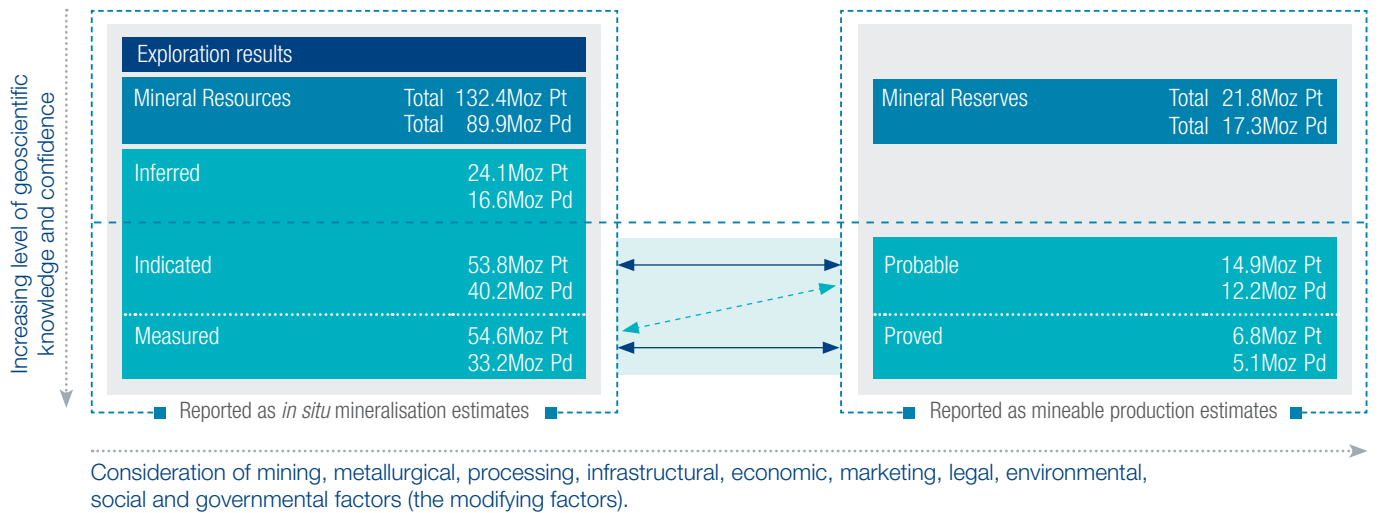 Increasing level of geoscientific
knowledge and confidence
Exploration results
Mineral Resources Total 132.4Moz Pt
Total 89.9Moz Pd
Inferred 24.1Moz Pt
16.6Moz Pd
Indicated 53.8Moz Pt
40.2Moz Pd
Measured 54.6Moz Pt
33.2Moz Pd
Reported as in situ mineralisation estimates
Mineral Reserves Total 21.8Moz Pt
Total 17.3Moz Pd
Probable 14.9Moz Pt
12.2Moz Pd
Proved 6.8Moz Pt
5.1Moz Pd
Reported as mineable production estimates
Consideration of mining, metallurgical, processing, infrastructural, economic, marketing, legal, environmental,
social and governmental factors (the modifying factors).